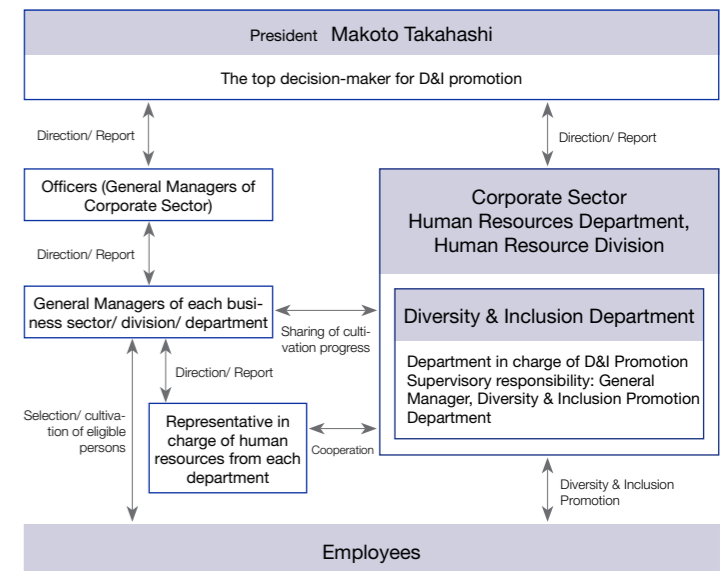 President Makoto Takahashi
The top decision-maker for D&I promotion
Direction/ Report
Direction/ Report
Officers (General Managers of
Corporate Sector)
Corporate Sector
Human Resources Department,
Human Resource Division
Direction/ Report
General Managers of each busi-
ness sector/ division/ department
Sharing of culti-
vation progress
Diversity & Inclusion Department
Department in charge of D&I Promotion
Supervisory responsibility: General
Manager, Diversity & Inclusion Promotion
Department
Direction/ Report
Selection/ cultiva-
tion of eligible
persons
Representative in
charge of human
resources from each
department
Cooperation
Diversity & Inclusion
Promotion
Employees